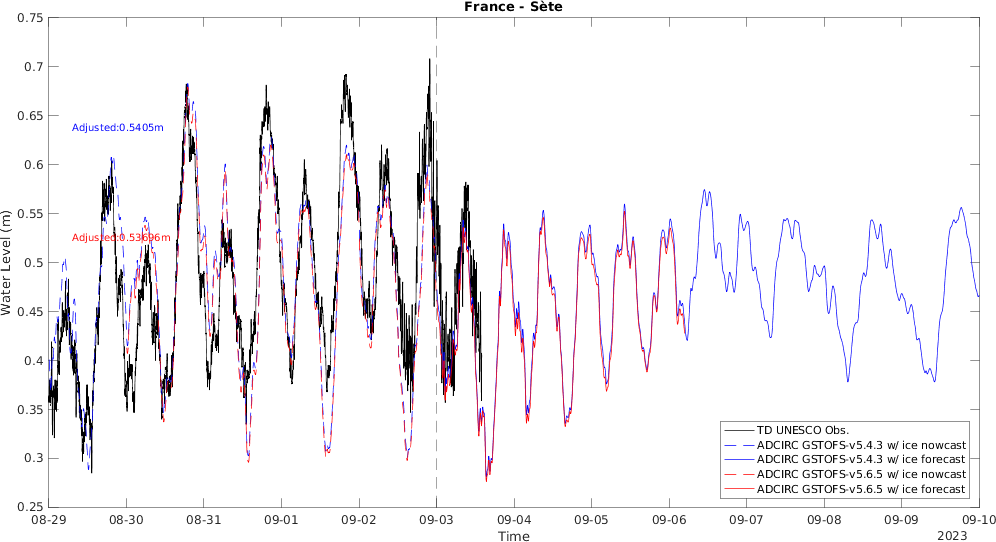 France - Sète
0.75
0.7
0.65
0.6
0.55
0.5
0.45
0.4
0.35
0.3
0.25
Water Level (m)
Adjusted:0.5405m
Adjusted:0.53696m
TD UNESCO Obs.
ADCIRC GSTOFS-v5.4.3 w/ ice nowcast
ADCIRC GSTOFS-v5.4.3 w/ ice forecast
ADCIRC GSTOFS-v5.6.5 w/ ice nowcast
ADCIRC GSTOFS-v5.6.5 w/ ice forecast
08-29 08-30 08-31 09-01 09-02 09-03 09-04 09-05 09-06 09-07 09-08 09-09 09-10
Time
2023